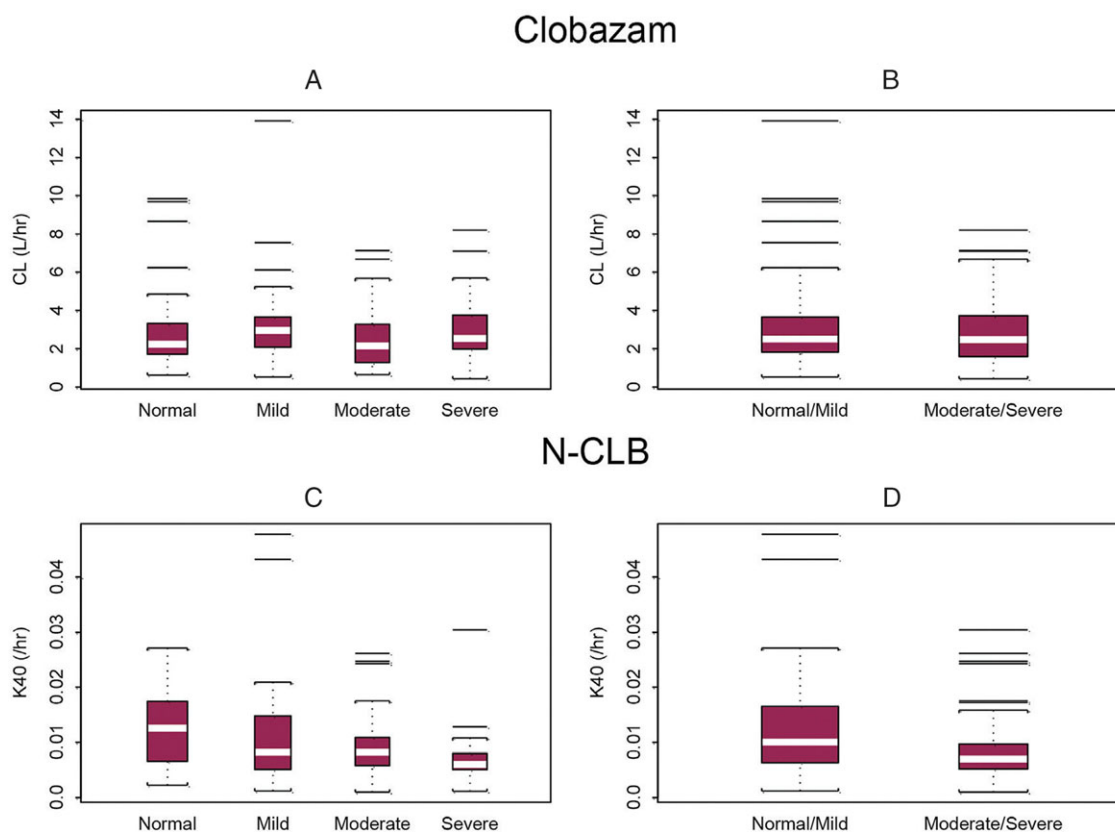 Clobazam
A
B
CL (L/hr)
14
12
10
8
6
4
2
0
Normal Mild Moderate Severe
CL (L/hr)
14
12
10
8
6
4
2
0
Normal/Mild Moderate/Severe
N-CLB
C
D
K40 (/hr)
0.04
0.03
0.02
0.01
0.0
Normal Mild Moderate Severe
K40 (/hr)
0.04
0.03
0.02
0.01
0.0
Normal/Mild Moderate/Severe